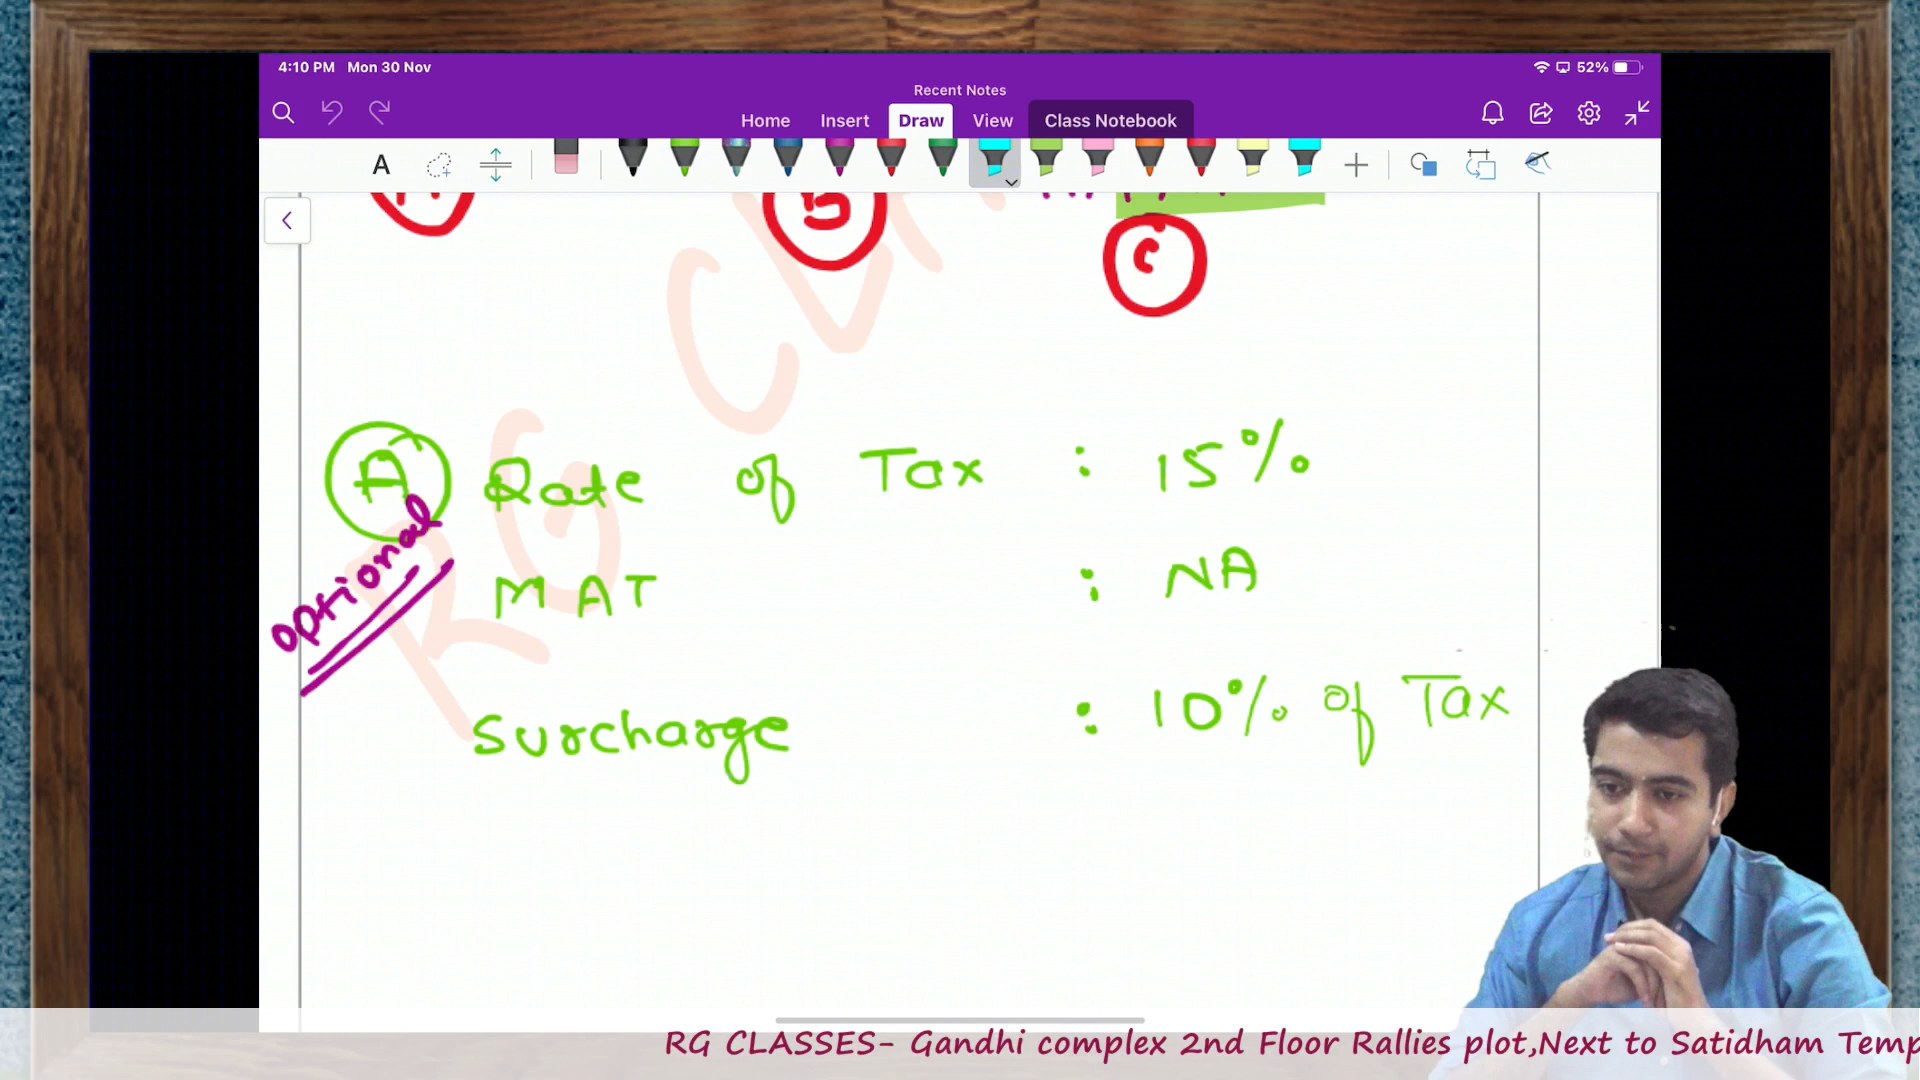 4:10 PM Mon 30 Nov
52%
Recent Notes
Home Insert Draw View Class Notebook
A
B
C
RG CL
A Rate of Tax : 15%
optional
MAT : NA
Surcharge : 10% of Tax
RG CLASSES- Gandhi complex 2nd Floor Rallies plot,Next to Satidham Temp